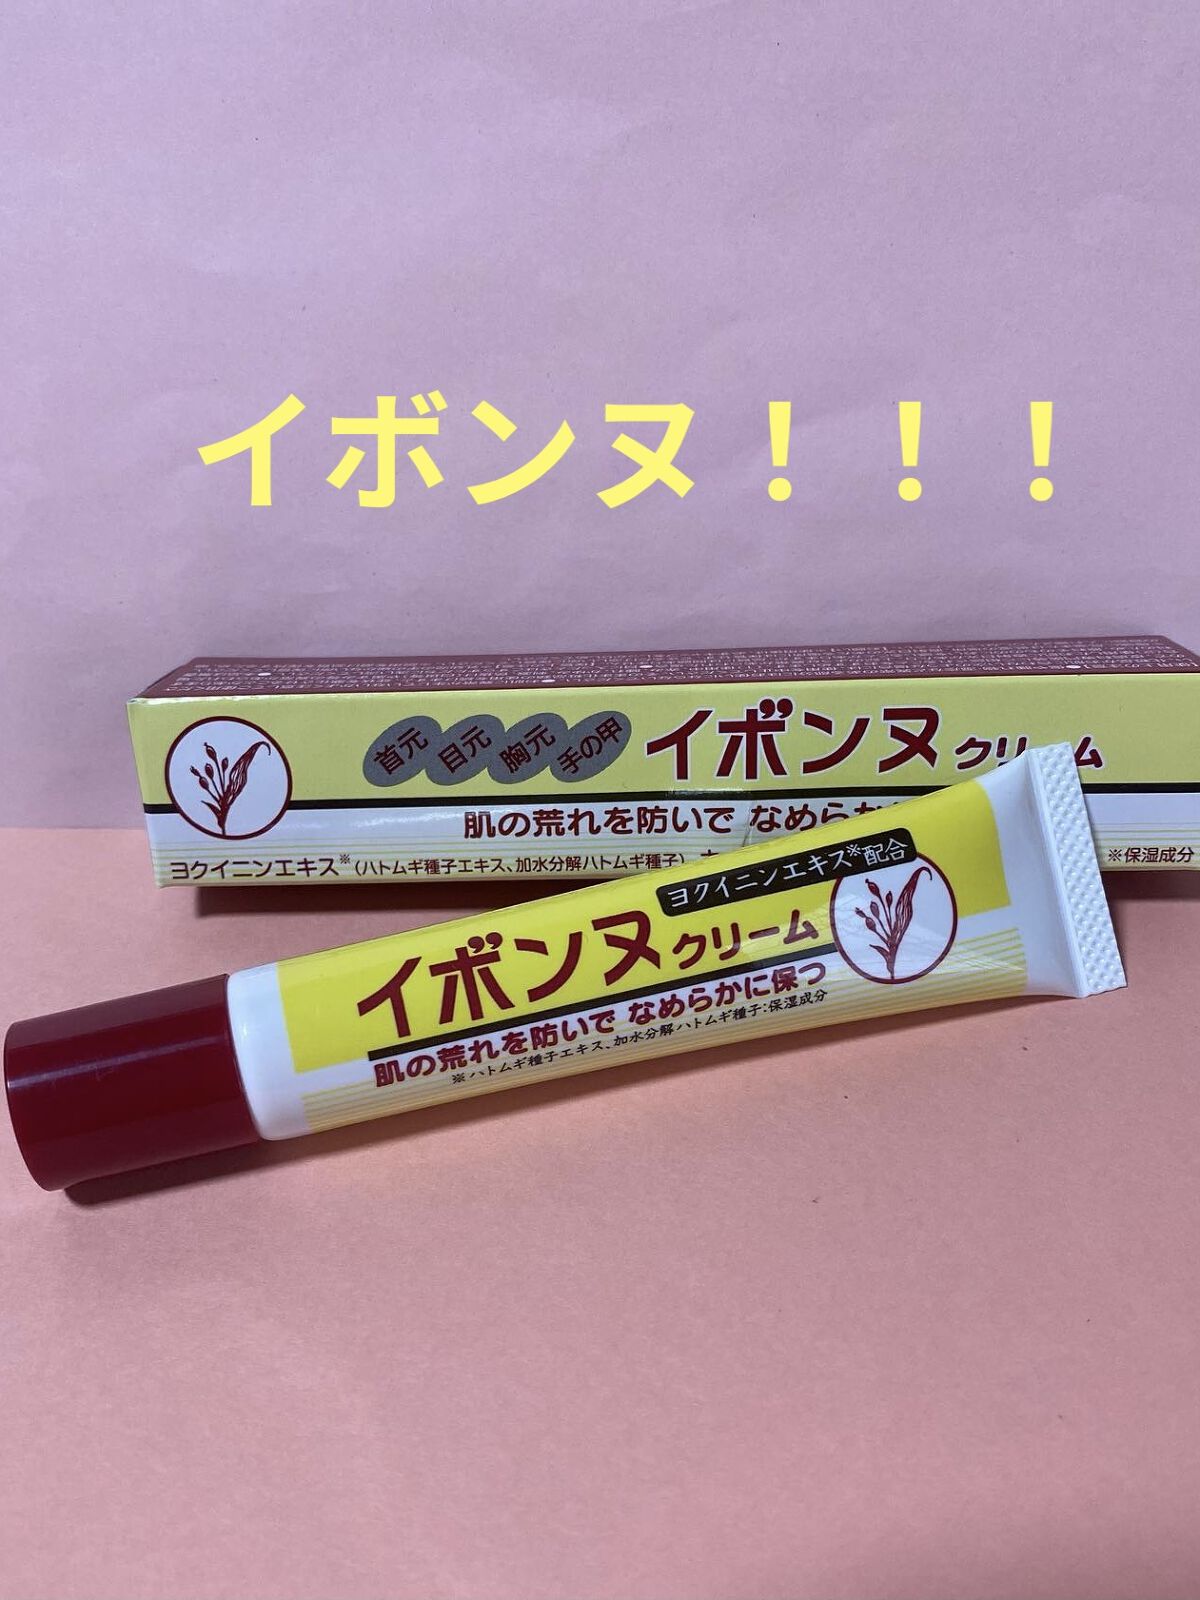 イボンヌ！！！
首元
目元
胸元
手の甲
イボンヌクリーム
肌の荒れを防いで なめらか
ヨクイニンエキス※(ハトムギ種子エキス、加水分解ハトムギ種子)
※保湿成分
ヨクイニンエキス※配合
イボンヌクリーム
肌の荒れを防いで なめらかに保つ
※ハトムギ種子エキス、加水分解ハトムギ種子:保湿成分